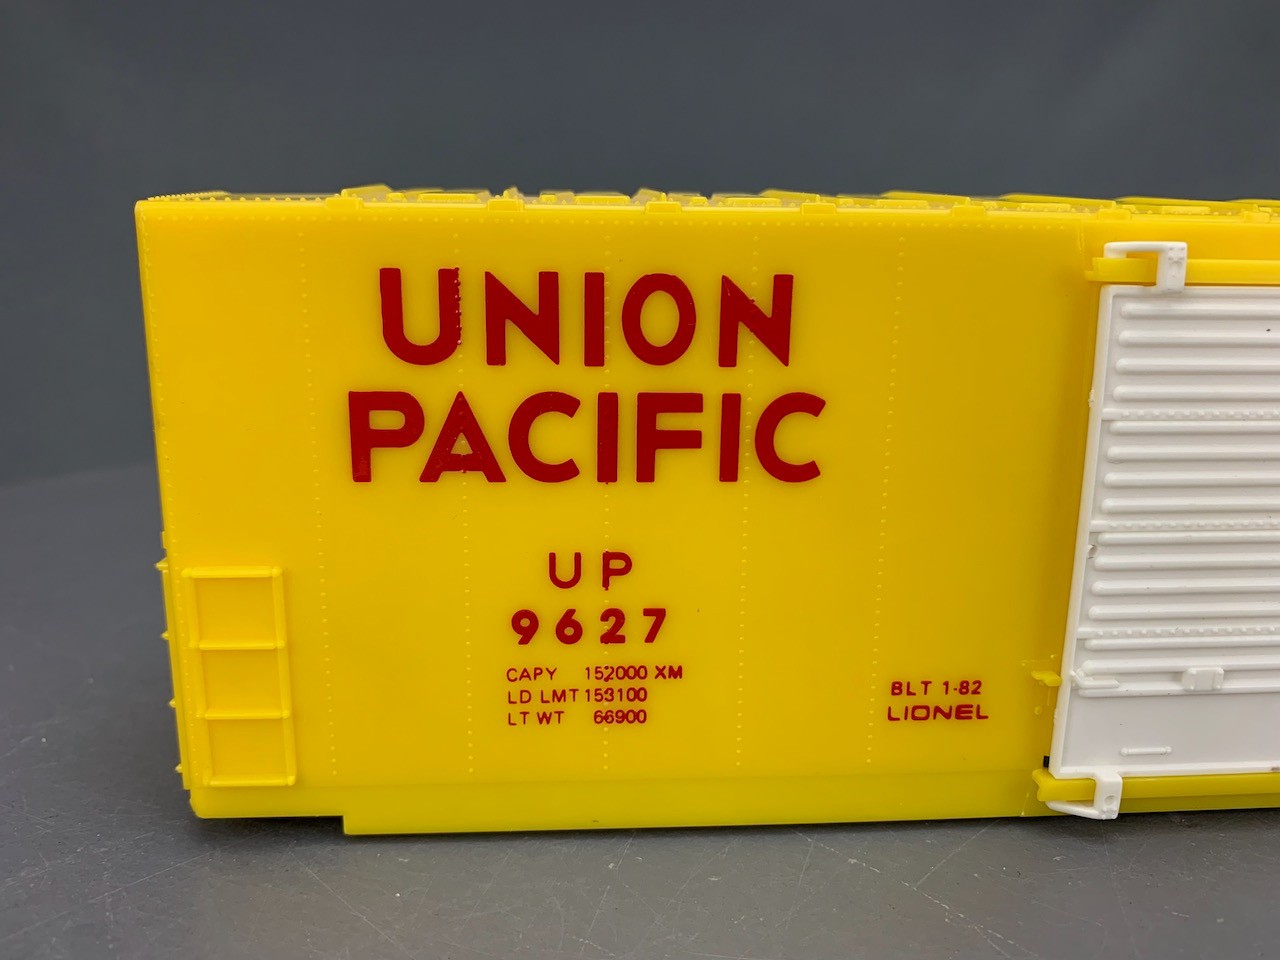 UNION
PACIFIC
UP
9627
CAPY 152000 XM
LD LMT 153100
LT WT 66900
BLT 1-82
LIONEL